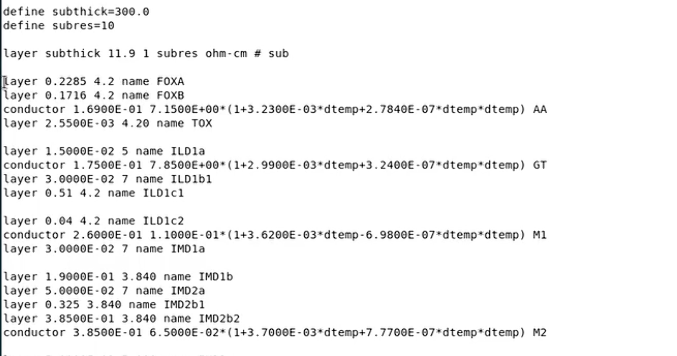 define subthick=300.0
define subres=10
layer subthick 11.9 1 subres ohm-cm # sub
layer 0.2285 4.2 name FOXA
layer 0.1716 4.2 name FOXB
conductor 1.6900E-01 7.1500E+00*(1+3.2300E-03*dtemp+2.7840E-07*dtemp*dtemp) AA
layer 2.5500E-03 4.20 name TOX
layer 1.5000E-02 5 name ILD1a
conductor 1.7500E-01 7.8500E+00*(1+2.9900E-03*dtemp+3.2400E-07*dtemp*dtemp) GT
layer 3.0000E-02 7 name ILD1b1
layer 0.51 4.2 name ILD1c1
layer 0.04 4.2 name ILD1c2
conductor 2.6000E-01 1.1000E-01*(1+3.6200E-03*dtemp-6.9800E-07*dtemp*dtemp) M1
layer 3.0000E-02 7 name IMD1a
layer 1.9000E-01 3.840 name IMD1b
layer 5.0000E-02 7 name IMD2a
layer 0.325 3.840 name IMD2b1
layer 3.8500E-01 3.840 name IMD2b2
conductor 3.8500E-01 6.5000E-02*(1+3.7000E-03*dtemp+7.7700E-07*dtemp*dtemp) M2